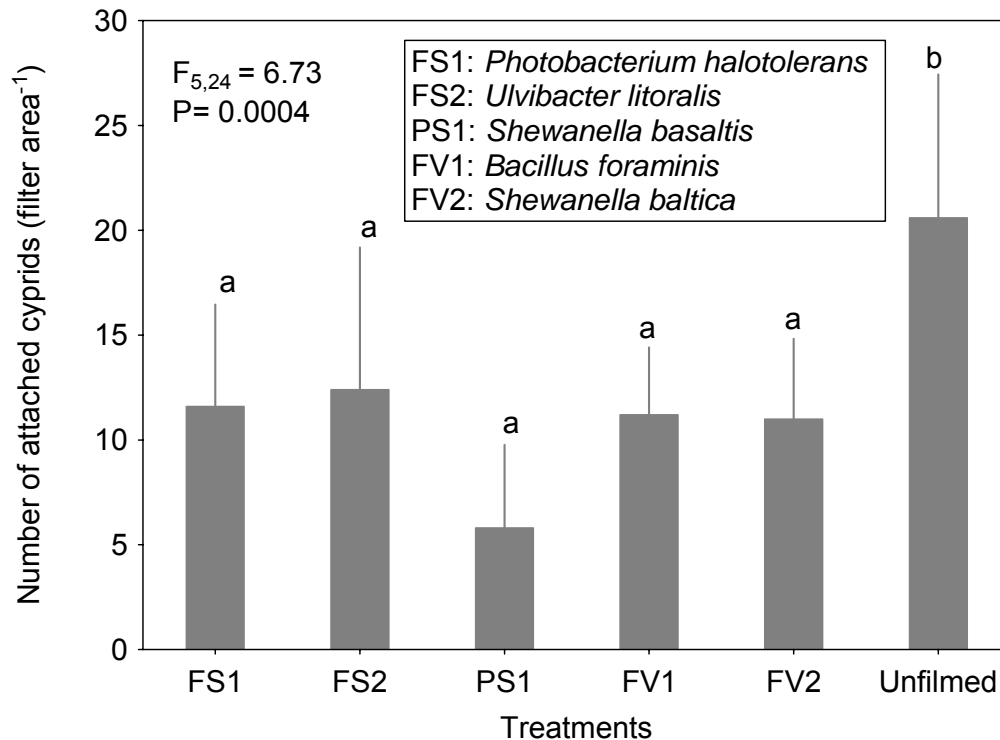 Number of attached cyprids (filter area⁻¹)
30
25
20
15
10
5
0
F₅,₂₄ = 6.73
P= 0.0004
FS1: Photobacterium halotolerans
FS2: Ulvibacter litoralis
PS1: Shewanella basaltis
FV1: Bacillus foraminis
FV2: Shewanella baltica
a
a
a
a
a
b
FS1 FS2 PS1 FV1 FV2 Unfilmed
Treatments